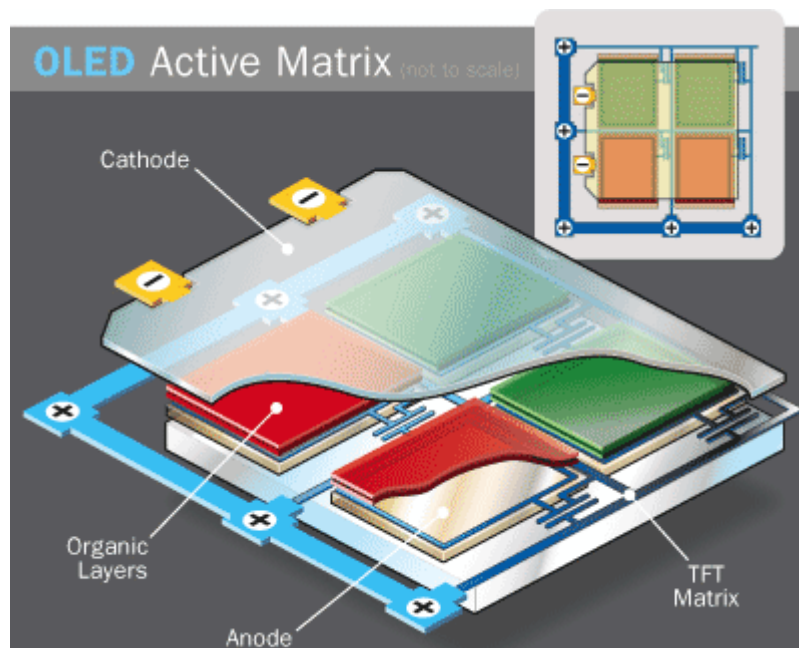 OLED Active Matrix (not to scale)
Cathode
Organic
Layers
Anode
TFT
Matrix